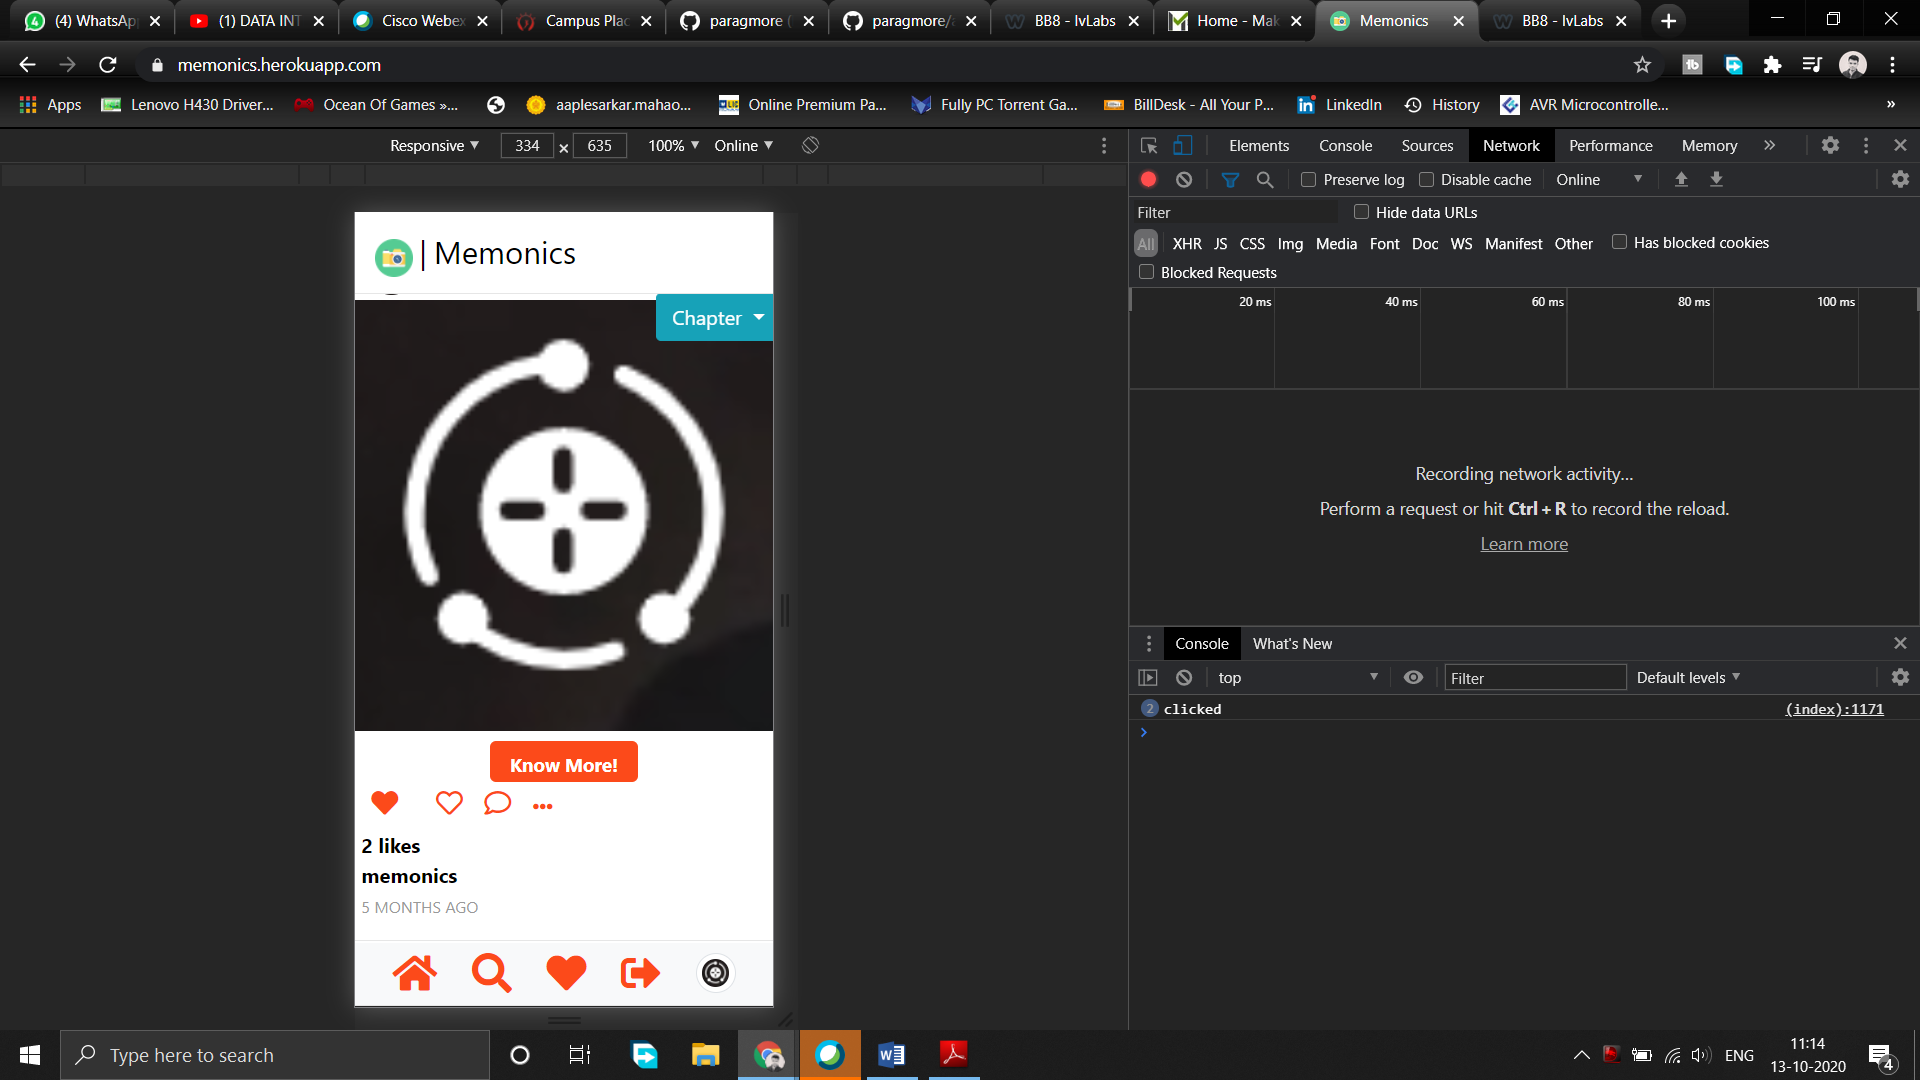 (4) WhatsApp
(1) DATA INT
Cisco Webex
Campus Plac
paragmore (
paragmore/
BB8 - IvLabs
Home - Mak
Memonics
BB8 - IvLabs
memonics.herokuapp.com
Apps
Lenovo H430 Driver...
Ocean Of Games »...
aaplesarkar.mahao...
Online Premium Pa...
Fully PC Torrent Ga...
BillDesk - All Your P...
LinkedIn
History
AVR Microcontrolle...
»
Responsive
334 × 635
100%
Online
Elements
Console
Sources
Network
Performance
Memory
»
Preserve log
Disable cache
Online
Filter
Hide data URLs
All XHR JS CSS Img Media Font Doc WS Manifest Other
Has blocked cookies
Blocked Requests
20 ms
40 ms
60 ms
80 ms
100 ms
Recording network activity...
Perform a request or hit Ctrl + R to record the reload.
Learn more
Console
What's New
top
Filter
Default levels
2 clicked
(index):1171
| Memonics
Chapter
Know More!
2 likes
memonics
5 MONTHS AGO
Type here to search
ENG
11:14
13-10-2020
4